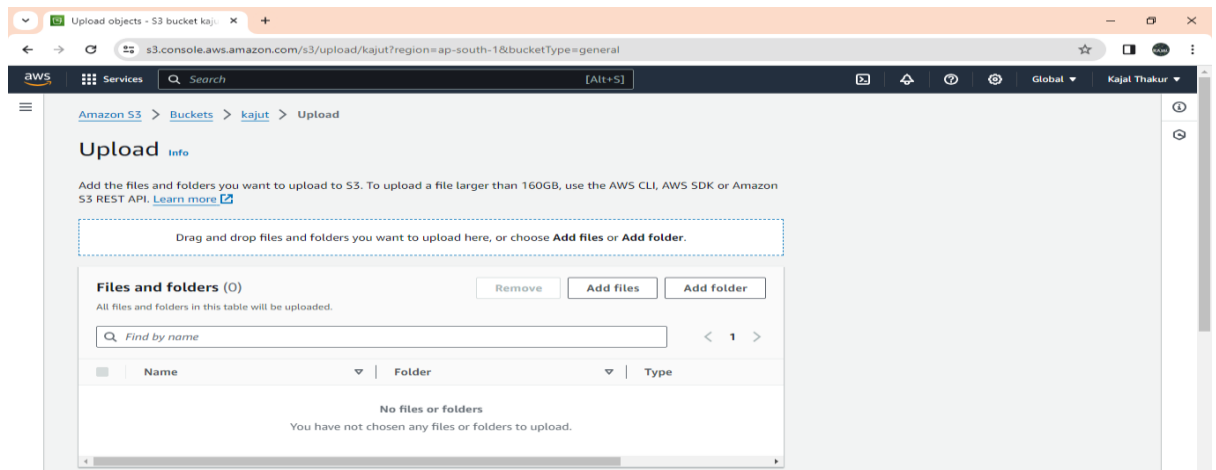 Upload objects - S3 bucket kaju
s3.console.aws.amazon.com/s3/upload/kajut?region=ap-south-1&bucketType=general
aws Services Search [Alt+S] Global Kajal Thakur
Amazon S3 > Buckets > kajut > Upload
Upload Info
Add the files and folders you want to upload to S3. To upload a file larger than 160GB, use the AWS CLI, AWS SDK or Amazon
S3 REST API. Learn more
Drag and drop files and folders you want to upload here, or choose Add files or Add folder.
Files and folders (0) Remove Add files Add folder
All files and folders in this table will be uploaded.
Find by name < 1 >
Name Folder Type
No files or folders
You have not chosen any files or folders to upload.